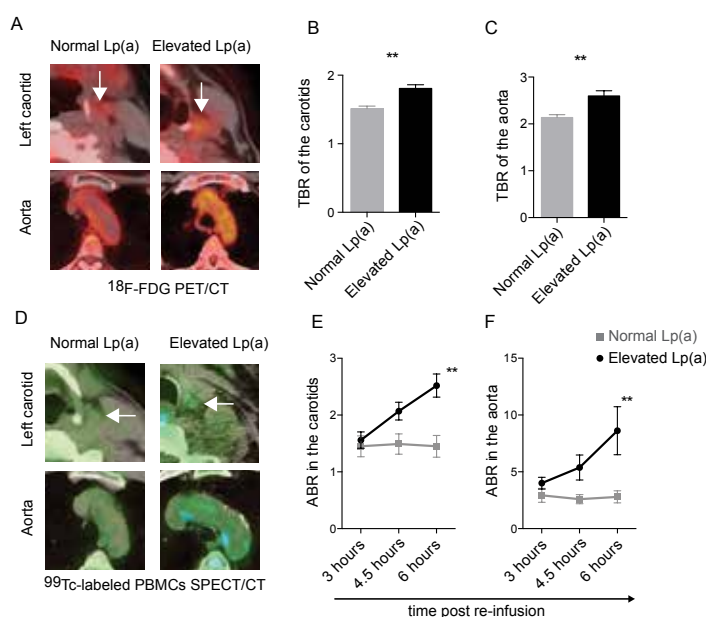 A
Normal Lp(a) Elevated Lp(a)
Left caortid
Aorta
18F-FDG PET/CT
B
**
TBR of the carotids
2
1
0
Normal Lp(a)
Elevated Lp(a)
C
**
TBR of the aorta
3
2
1
0
Normal Lp(a)
Elevated Lp(a)
D
Normal Lp(a) Elevated Lp(a)
Left carotid
Aorta
99Tc-labeled PBMCs SPECT/CT
E
ABR in the carotids
3
2
1
0
**
3 hours
4.5 hours
6 hours
F
Normal Lp(a)
Elevated Lp(a)
ABR in the aorta
15
10
5
0
**
3 hours
4.5 hours
6 hours
time post re-infusion